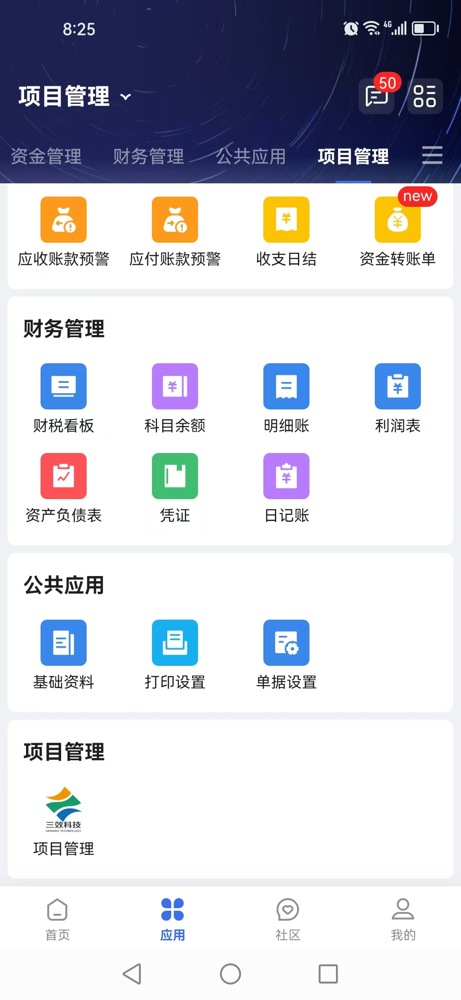 8:25
4G
项目管理
50
资金管理 财务管理 公共应用 项目管理
new
应收账款预警 应付账款预警 收支日结 资金转账单
财务管理
财税看板 科目余额 明细账 利润表
资产负债表 凭证 日记账
公共应用
基础资料 打印设置 单据设置
项目管理
三效科技
SANXIAO TECHNOLOGY
项目管理
首页 应用 社区 我的